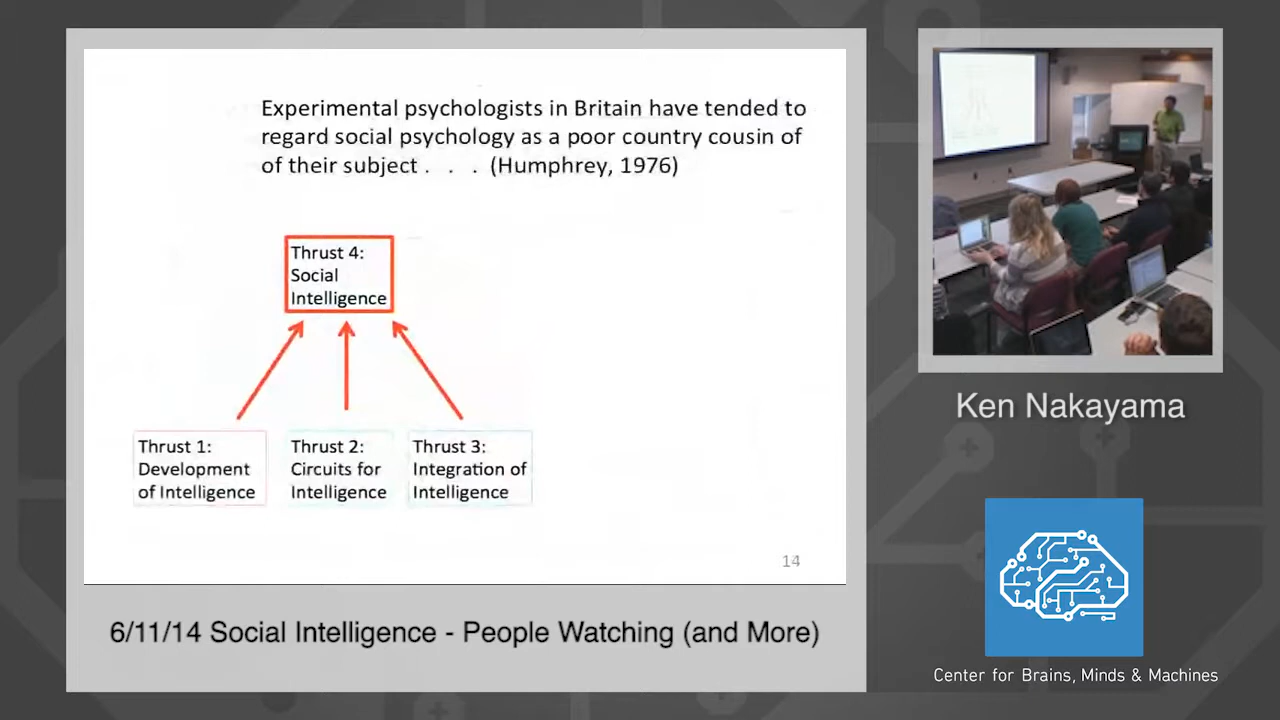 Experimental psychologists in Britain have tended to
regard social psychology as a poor country cousin of
of their subject . . . (Humphrey, 1976)
Thrust 4:
Social
Intelligence
Thrust 1:
Development
of Intelligence
Thrust 2:
Circuits for
Intelligence
Thrust 3:
Integration of
Intelligence
14
6/11/14 Social Intelligence - People Watching (and More)
Ken Nakayama
Center for Brains, Minds & Machines